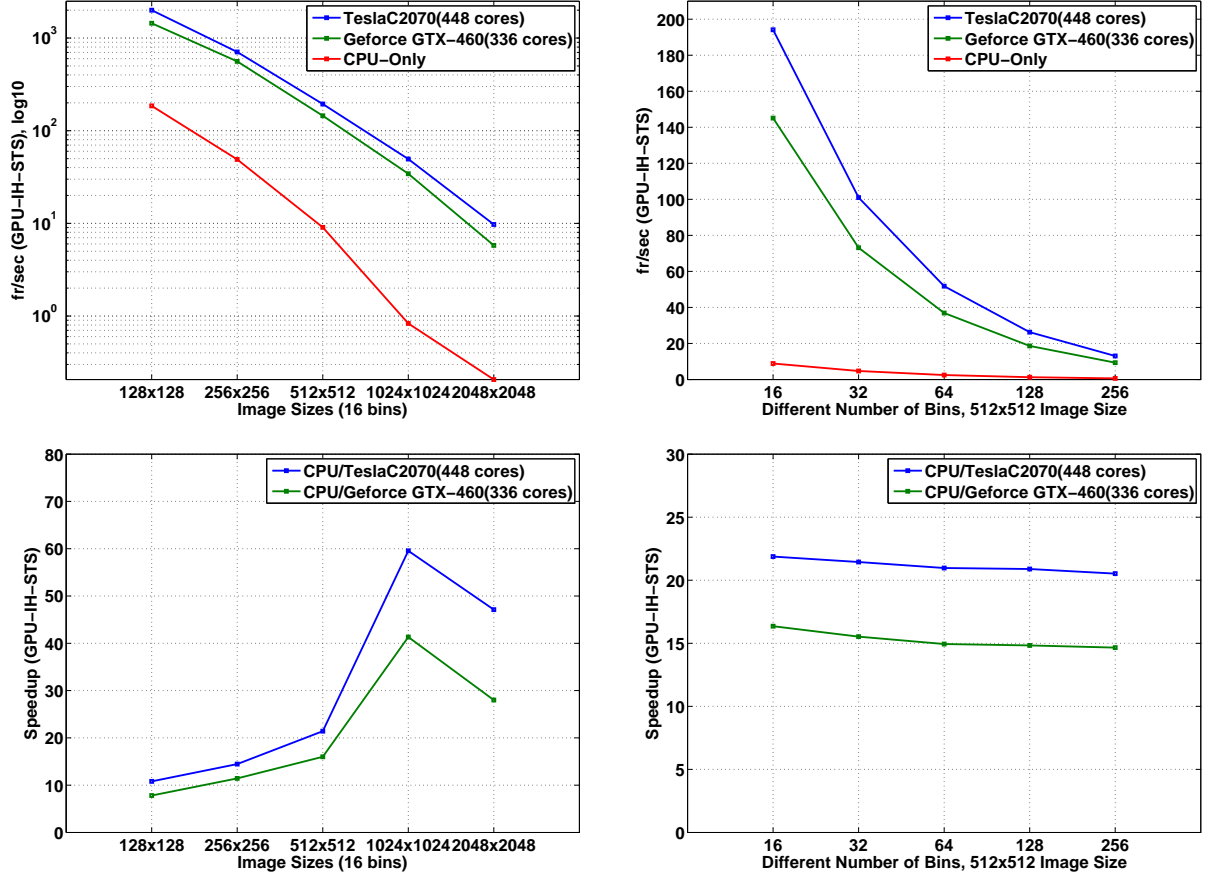 TeslaC2070(448 cores)
Geforce GTX−460(336 cores)
CPU−Only
10^3
10^2
10^1
10^0
fr/sec (GPU−IH−STS), log10
128x128 256x256 512x512 1024x1024 2048x2048
Image Sizes (16 bins)
TeslaC2070(448 cores)
Geforce GTX−460(336 cores)
CPU−Only
200
180
160
140
120
100
80
60
40
20
0
fr/sec (GPU−IH−STS)
16 32 64 128 256
Different Number of Bins, 512x512 Image Size
CPU/TeslaC2070(448 cores)
CPU/Geforce GTX−460(336 cores)
80
70
60
50
40
30
20
10
0
Speedup (GPU−IH−STS)
128x128 256x256 512x512 1024x1024 2048x2048
Image Sizes (16 bins)
CPU/TeslaC2070(448 cores)
CPU/Geforce GTX−460(336 cores)
30
25
20
15
10
5
0
Speedup (GPU−IH−STS)
16 32 64 128 256
Different Number of Bins, 512x512 Image Size